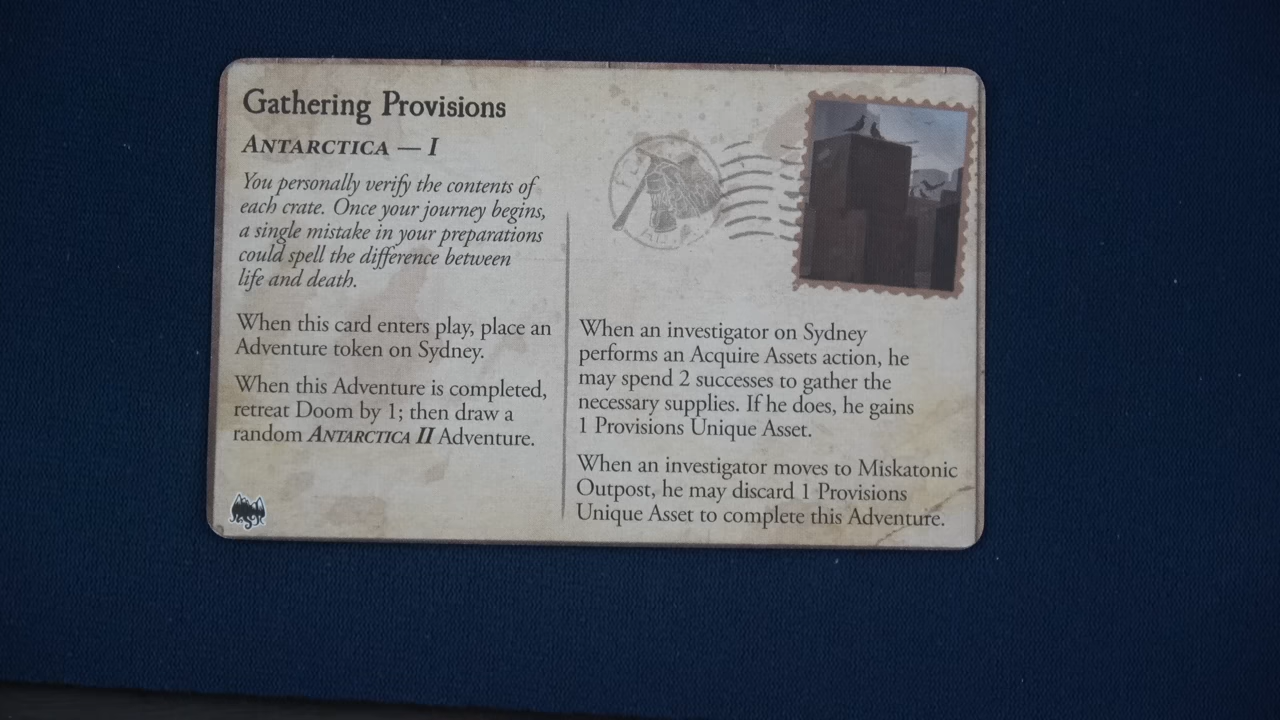 Gathering Provisions
ANTARCTICA — I
You personally verify the contents of
each crate. Once your journey begins,
a single mistake in your preparations
could spell the difference between
life and death.
When this card enters play, place an
Adventure token on Sydney.
When this Adventure is completed,
retreat Doom by 1; then draw a
random ANTARCTICA II Adventure.
When an investigator on Sydney
performs an Acquire Assets action, he
may spend 2 successes to gather the
necessary supplies. If he does, he gains
1 Provisions Unique Asset.
When an investigator moves to Miskatonic
Outpost, he may discard 1 Provisions
Unique Asset to complete this Adventure.